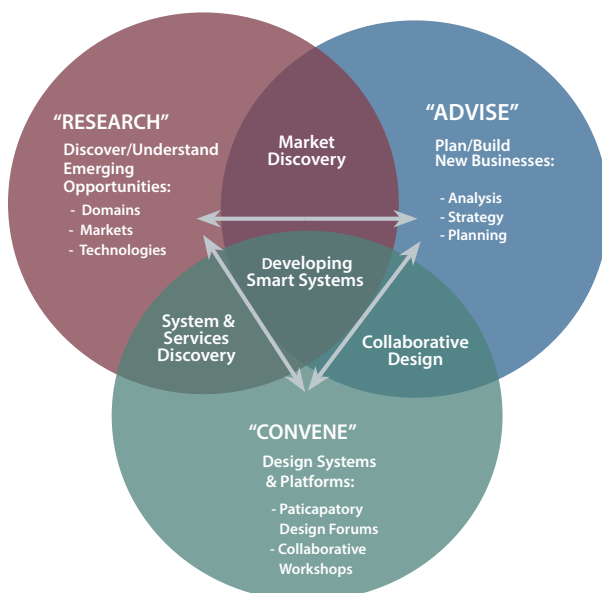 “RESEARCH”
Discover/Understand
Emerging
Opportunities:
- Domains
- Markets
- Technologies
Market
Discovery
“ADVISE”
Plan/Build
New Businesses:
- Analysis
- Strategy
- Planning
Developing
Smart Systems
System &
Services
Discovery
Collaborative
Design
“CONVENE”
Design Systems
& Platforms:
- Paticapatory
Design Forums
- Collaborative
Workshops